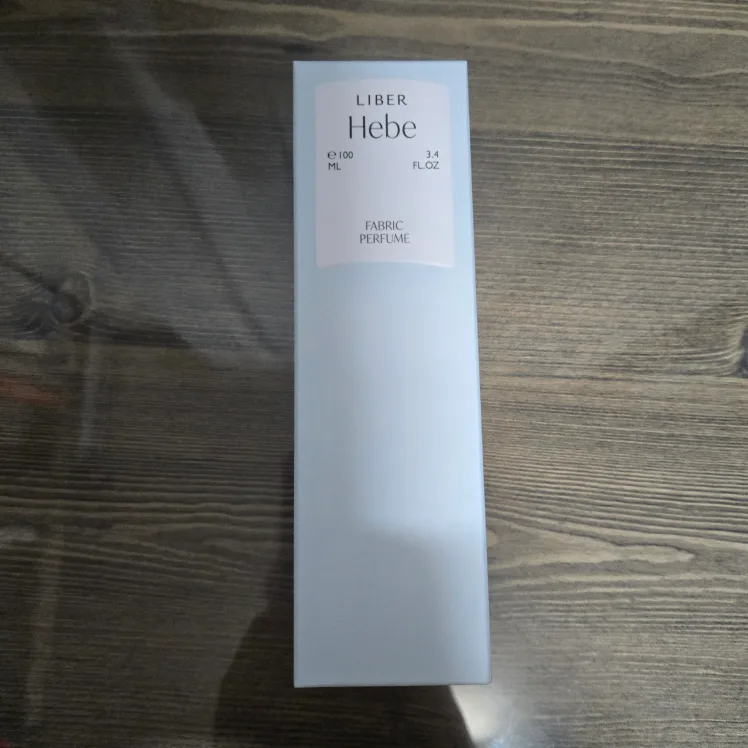 LIBER
Hebe
℮ 100 3.4
ML FL.OZ
FABRIC
PERFUME